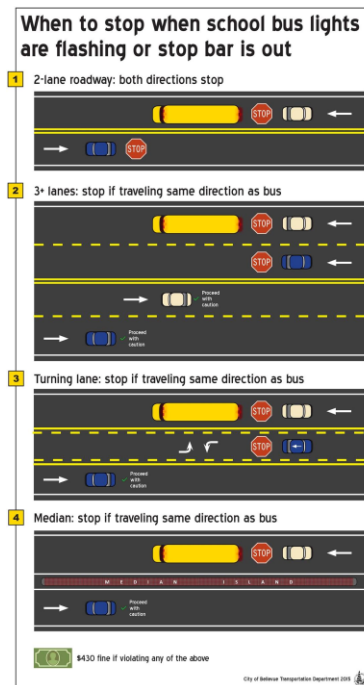 When to stop when school bus lights
are flashing or stop bar is out
1 2-lane roadway: both directions stop
STOP
STOP
2 3+ lanes: stop if traveling same direction as bus
STOP
STOP
Proceed
with
caution
Proceed
with
caution
3 Turning lane: stop if traveling same direction as bus
STOP
STOP
Proceed
with
caution
4 Median: stop if traveling same direction as bus
STOP
MEDIAN ISLAND
Proceed
with
caution
$430 fine if violating any of the above
City of Bellevue Transportation Department 2019